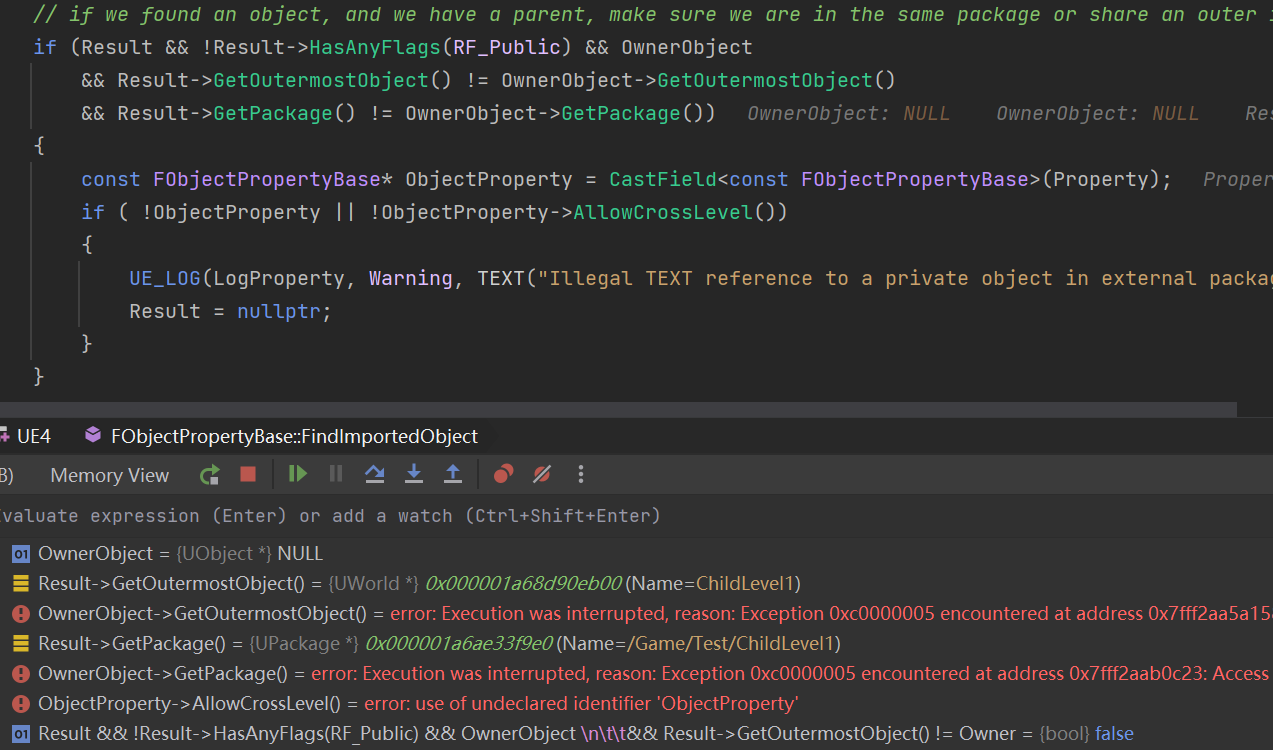 // if we found an object, and we have a parent, make sure we are in the same package or share an outer
if (Result && !Result->HasAnyFlags(RF_Public) && OwnerObject
&& Result->GetOutermostObject() != OwnerObject->GetOutermostObject()
&& Result->GetPackage() != OwnerObject->GetPackage()) OwnerObject: NULL OwnerObject: NULL Res
{
const FObjectPropertyBase* ObjectProperty = CastField<const FObjectPropertyBase>(Property); Proper
if ( !ObjectProperty || !ObjectProperty->AllowCrossLevel())
{
UE_LOG(LogProperty, Warning, TEXT("Illegal TEXT reference to a private object in external packag
Result = nullptr;
}
}
UE4 FObjectPropertyBase::FindImportedObject
B) Memory View
Evaluate expression (Enter) or add a watch (Ctrl+Shift+Enter)
01 OwnerObject = {UObject *} NULL
Result->GetOutermostObject() = {UWorld *} 0x000001a68d90eb00 (Name=ChildLevel1)
OwnerObject->GetOutermostObject() = error: Execution was interrupted, reason: Exception 0xc0000005 encountered at address 0x7fff2aa5a15
Result->GetPackage() = {UPackage *} 0x000001a6ae33f9e0 (Name=/Game/Test/ChildLevel1)
OwnerObject->GetPackage() = error: Execution was interrupted, reason: Exception 0xc0000005 encountered at address 0x7fff2aab0c23: Access
ObjectProperty->AllowCrossLevel() = error: use of undeclared identifier 'ObjectProperty'
01 Result && !Result->HasAnyFlags(RF_Public) && OwnerObject \n\t\t&& Result->GetOutermostObject() != Owner = {bool} false